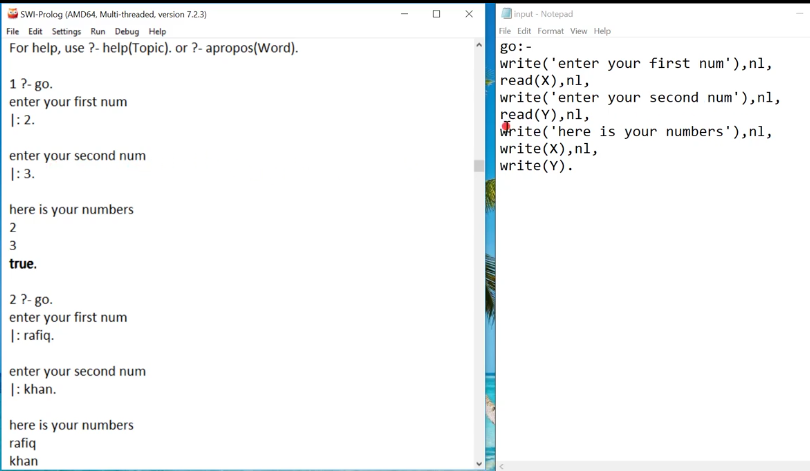 SWI-Prolog (AMD64, Multi-threaded, version 7.2.3)
File Edit Settings Run Debug Help
For help, use ?- help(Topic). or ?- apropos(Word).
1 ?- go.
enter your first num
|: 2.
enter your second num
|: 3.
here is your numbers
2
3
true.
2 ?- go.
enter your first num
|: rafiq.
enter your second num
|: khan.
here is your numbers
rafiq
khan
input - Notepad
File Edit Format View Help
go:-
write('enter your first num'),nl,
read(X),nl,
write('enter your second num'),nl,
read(Y),nl,
write('here is your numbers'),nl,
write(X),nl,
write(Y).